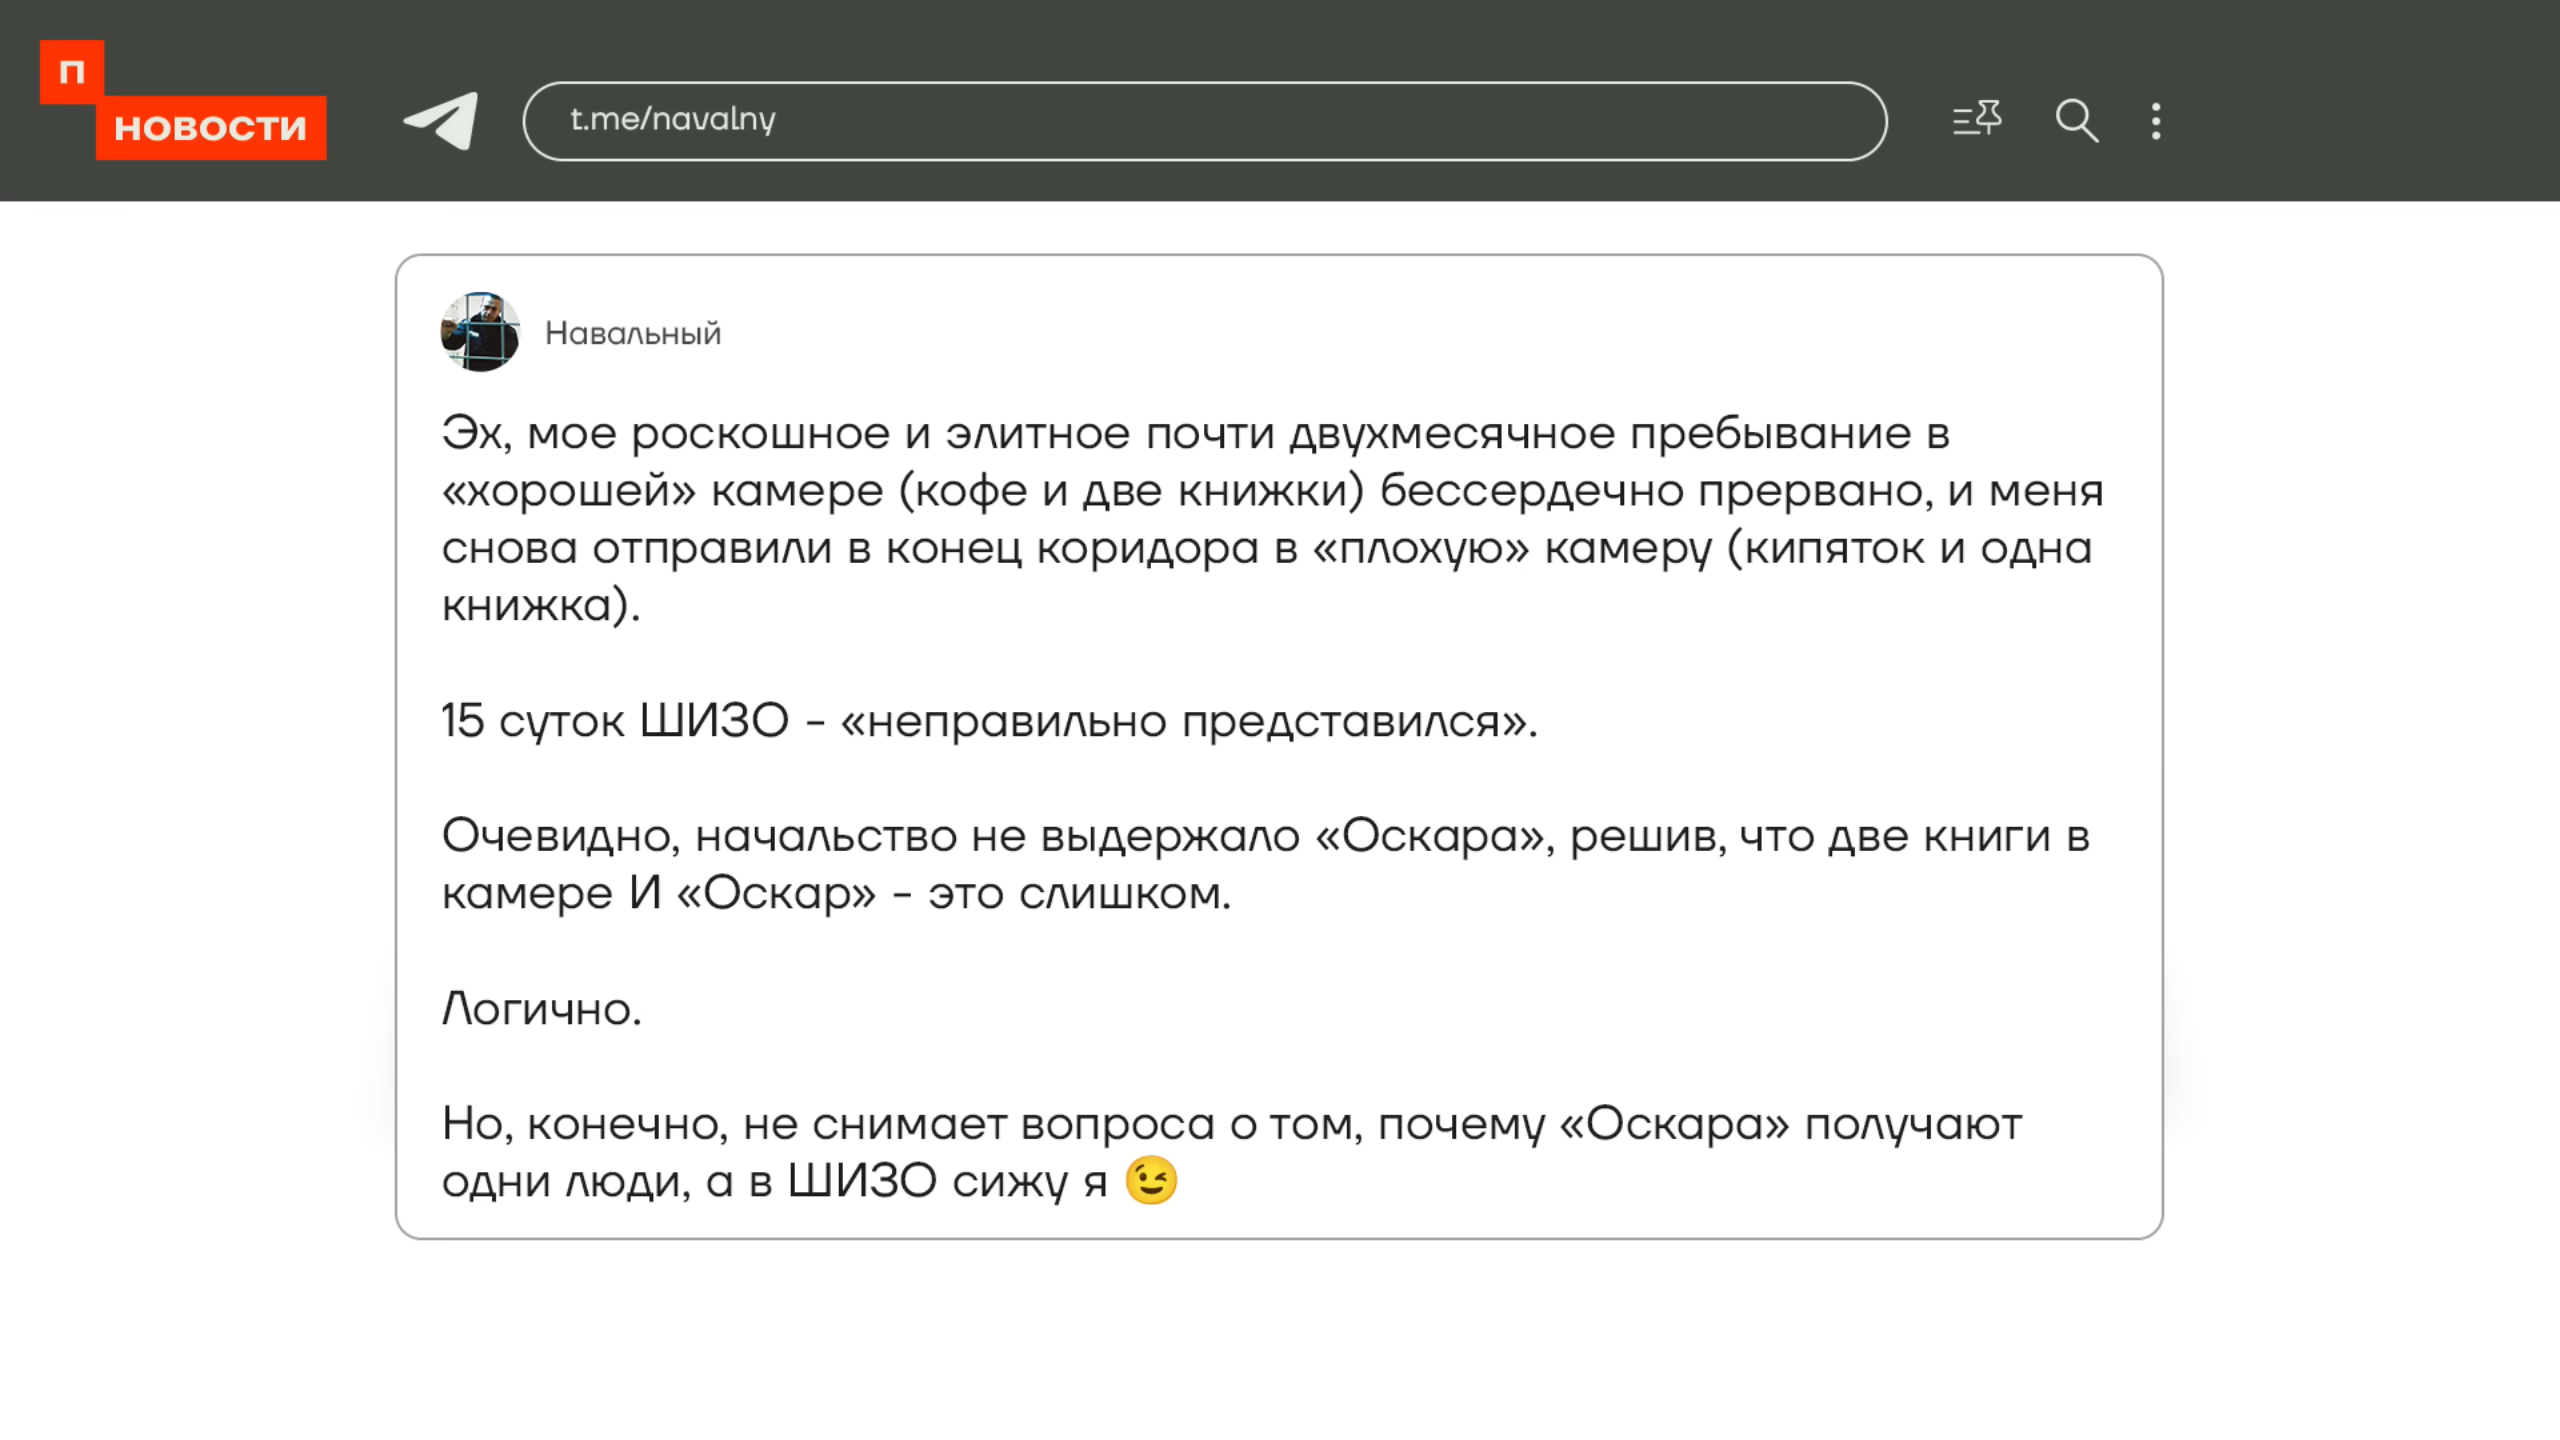 П
НОВОСТИ
t.me/navalny
Навальный
Эх, мое роскошное и элитное почти двухмесячное пребывание в
«хорошей» камере (кофе и две книжки) бессердечно прервано, и меня
снова отправили в конец коридора в «плохую» камеру (кипяток и одна
книжка).
15 суток ШИЗО - «неправильно представился».
Очевидно, начальство не выдержало «Оскара», решив, что две книги в
камере И «Оскар» - это слишком.
Логично.
Но, конечно, не снимает вопроса о том, почему «Оскара» получают
одни люди, а в ШИЗО сижу я 😉